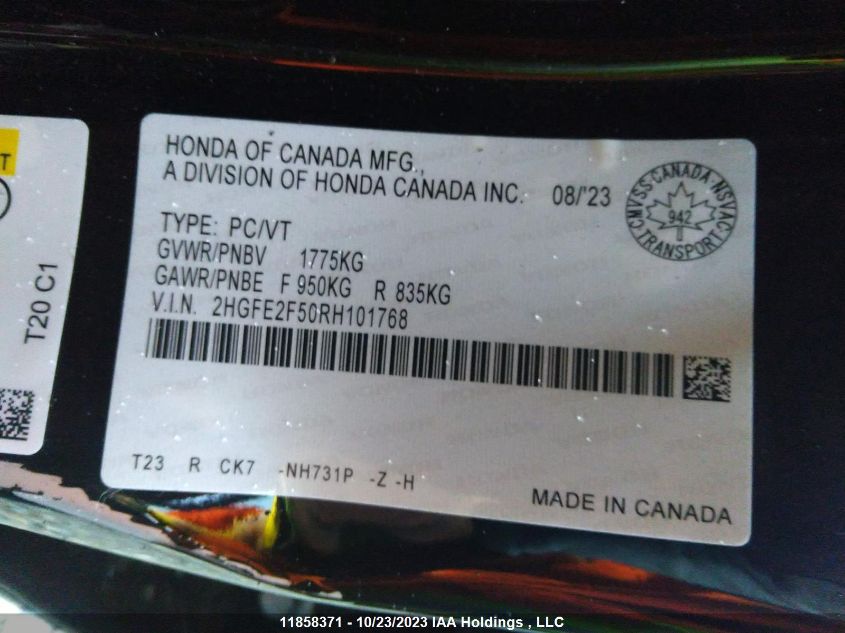 HONDA OF CANADA MFG.,
A DIVISION OF HONDA CANADA INC. 08/'23
CMVSS·CANADA·NSVAC
942
TRANSPORT
TYPE: PC/VT
GVWR/PNBV 1775KG
GAWR/PNBE F 950KG R 835KG
V.I.N. 2HGFE2F50RH101768
T23 R CK7 -NH731P -Z -H
MADE IN CANADA
T
T20 C1
11858371 - 10/23/2023 IAA Holdings , LLC